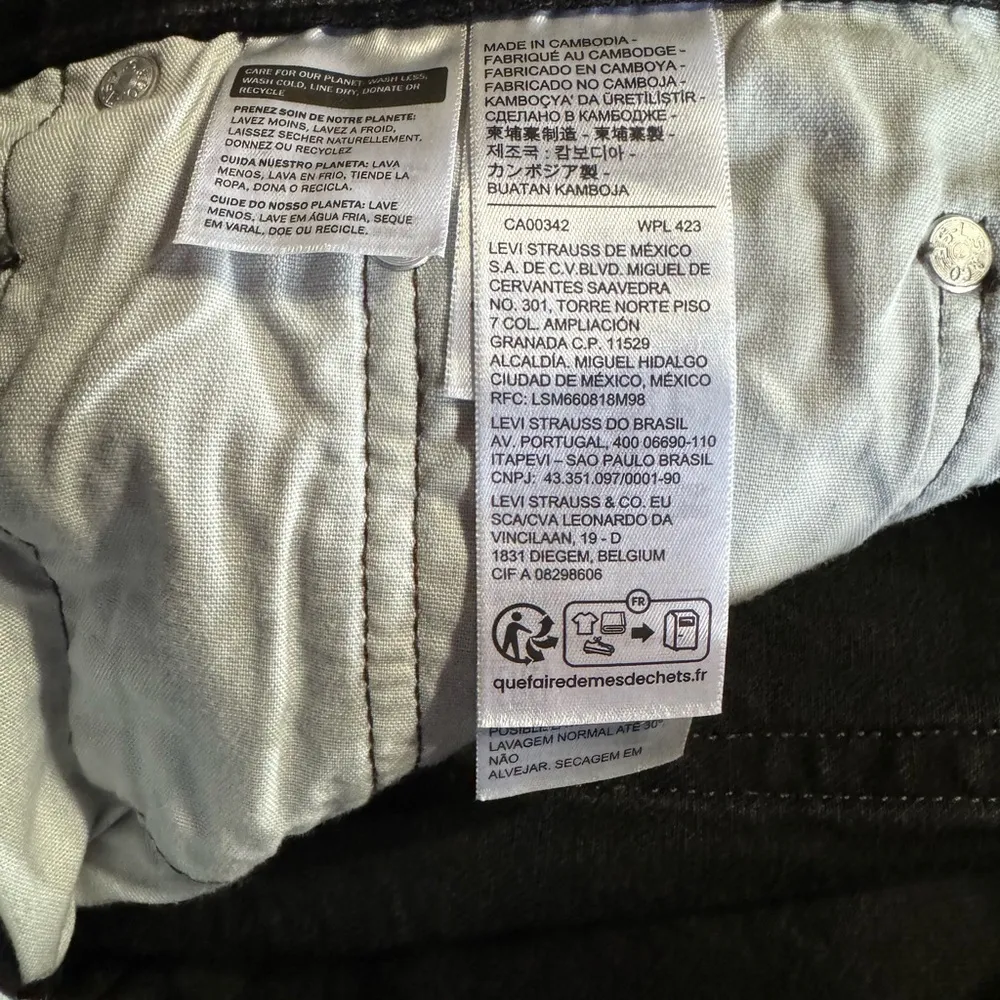 CARE FOR OUR PLANET: WASH LESS,
WASH COLD, LINE DRY, DONATE OR
RECYCLE
PRENEZ SOIN DE NOTRE PLANETE:
LAVEZ MOINS, LAVEZ A FROID,
LAISSEZ SECHER NATURELLEMENT.
DONNEZ OU RECYCLEZ
CUIDA NUESTRO PLANETA: LAVA
MENOS, LAVA EN FRIO, TIENDE LA
ROPA, DONA O RECICLA.
CUIDE DO NOSSO PLANETA: LAVE
MENOS, LAVE EM ÁGUA FRIA, SEQUE
EM VARAL, DOE OU RECICLE.
MADE IN CAMBODIA -
FABRIQUÉ AU CAMBODGE -
FABRICADO EN CAMBOYA -
FABRICADO NO CAMBOJA -
KAMBOÇYA' DA ÜRETİLİŞTİR
СДЕЛАНО В КАМБОДЖЕ -
柬埔寨制造 - 柬埔寨製 -
제조국 : 캄보디아 -
カンボジア製 -
BUATAN KAMBOJA
CA00342 WPL 423
LEVI STRAUSS DE MÉXICO
S.A. DE C.V.BLVD. MIGUEL DE
CERVANTES SAAVEDRA
NO. 301, TORRE NORTE PISO
7 COL. AMPLIACIÓN
GRANADA C.P. 11529
ALCALDÍA. MIGUEL HIDALGO
CIUDAD DE MÉXICO, MÉXICO
RFC: LSM660818M98
LEVI STRAUSS DO BRASIL
AV. PORTUGAL, 400 06690-110
ITAPEVI – SAO PAULO BRASIL
CNPJ: 43.351.097/0001-90
LEVI STRAUSS & CO. EU
SCA/CVA LEONARDO DA
VINCILAAN, 19 - D
1831 DIEGEM, BELGIUM
CIF A 08298606
FR
quefairedemesdechets.fr
LAVAGEM NORMAL ATÉ 30°.
NÃO
ALVEJAR. SECAGEM EM